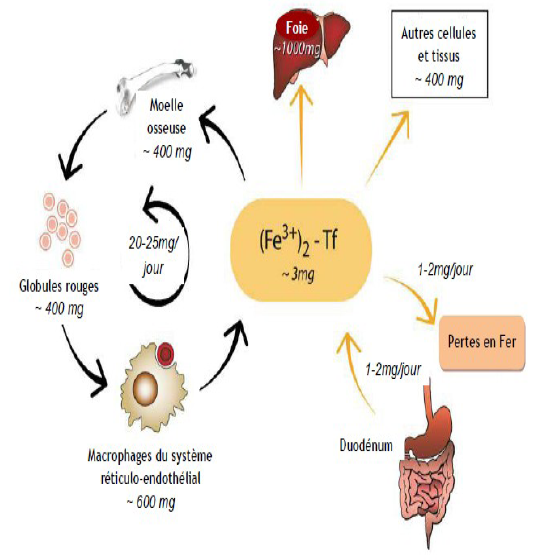 Foie
~1000mg
Autres cellules
et tissus
~ 400 mg
Moelle
osseuse
~ 400 mg
20-25mg/
jour
Globules rouges
~ 400 mg
(Fe³⁺)₂ - Tf
~ 3mg
1-2mg/jour
Pertes en Fer
1-2mg/jour
Duodénum
Macrophages du système
réticulo-endothélial
~ 600 mg